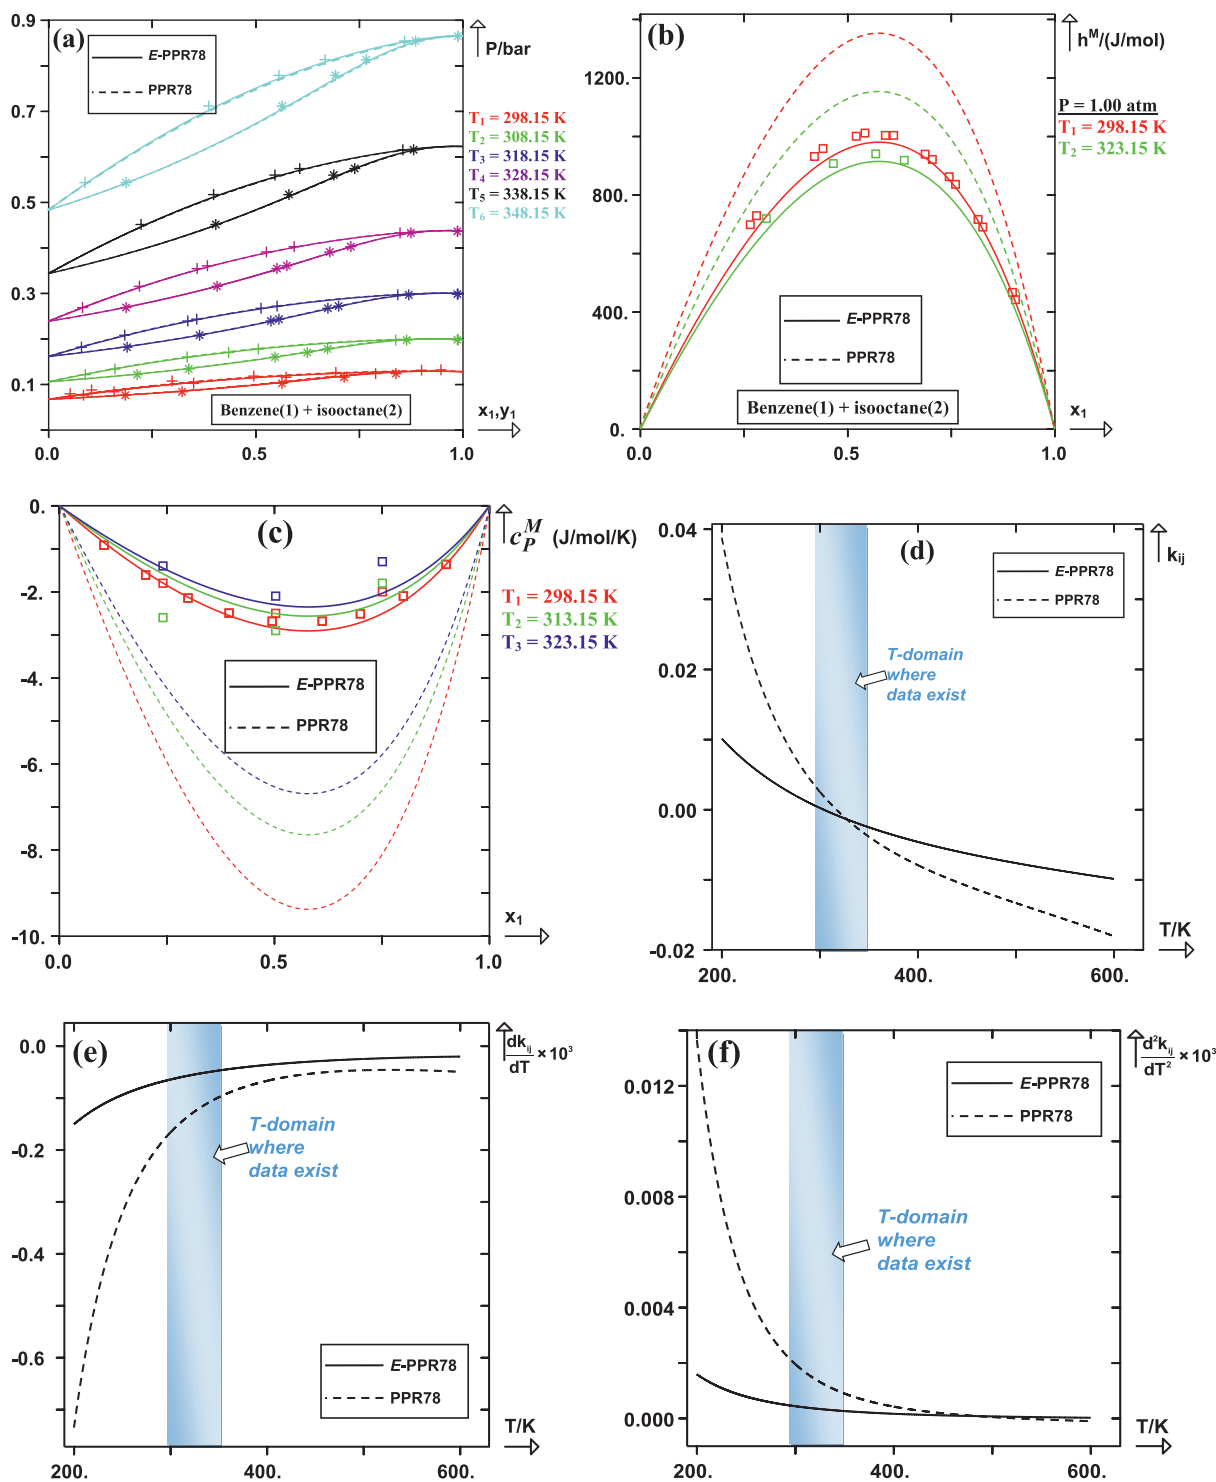 (a)
P/bar
E-PPR78
PPR78
0.9
0.7
0.5
0.3
0.1
T₁ = 298.15 K
T₂ = 308.15 K
T₃ = 318.15 K
T₄ = 328.15 K
T₅ = 338.15 K
T₆ = 348.15 K
Benzene(1) + isooctane(2)
x₁,y₁
0.0
0.5
1.0
(b)
hᴹ/(J/mol)
1200.
800.
400.
0.
P = 1.00 atm
T₁ = 298.15 K
T₂ = 323.15 K
E-PPR78
PPR78
Benzene(1) + isooctane(2)
x₁
0.0
0.5
1.0
(c)
c_P^M (J/mol/K)
0.
-2.
-4.
-6.
-8.
-10.
T₁ = 298.15 K
T₂ = 313.15 K
T₃ = 323.15 K
E-PPR78
PPR78
x₁
0.0
0.5
1.0
(d)
k_ij
E-PPR78
PPR78
0.04
0.02
0.00
-0.02
T-domain
where
data exist
T/K
200.
400.
600.
(e)
dk_ij/dT × 10³
0.0
-0.2
-0.4
-0.6
T-domain
where
data exist
E-PPR78
PPR78
T/K
200.
400.
600.
(f)
d²k_ij/dT² × 10³
E-PPR78
PPR78
0.012
0.008
0.004
0.000
T-domain
where
data exist
T/K
200.
400.
600.